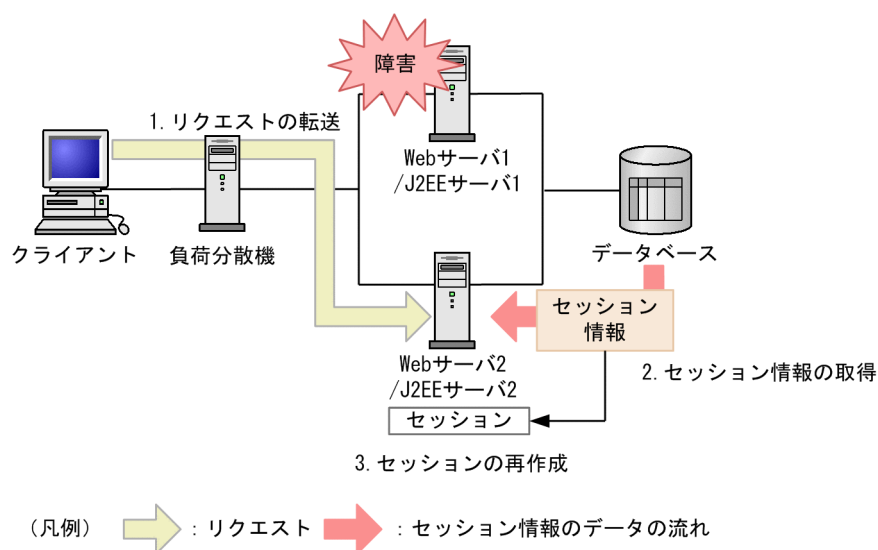 障害
1.リクエストの転送
Webサーバ1
/J2EEサーバ1
クライアント
負荷分散機
データベース
セッション
情報
Webサーバ2
/J2EEサーバ2
2.セッション情報の取得
セッション
3.セッションの再作成
(凡例)
:リクエスト
:セッション情報のデータの流れ